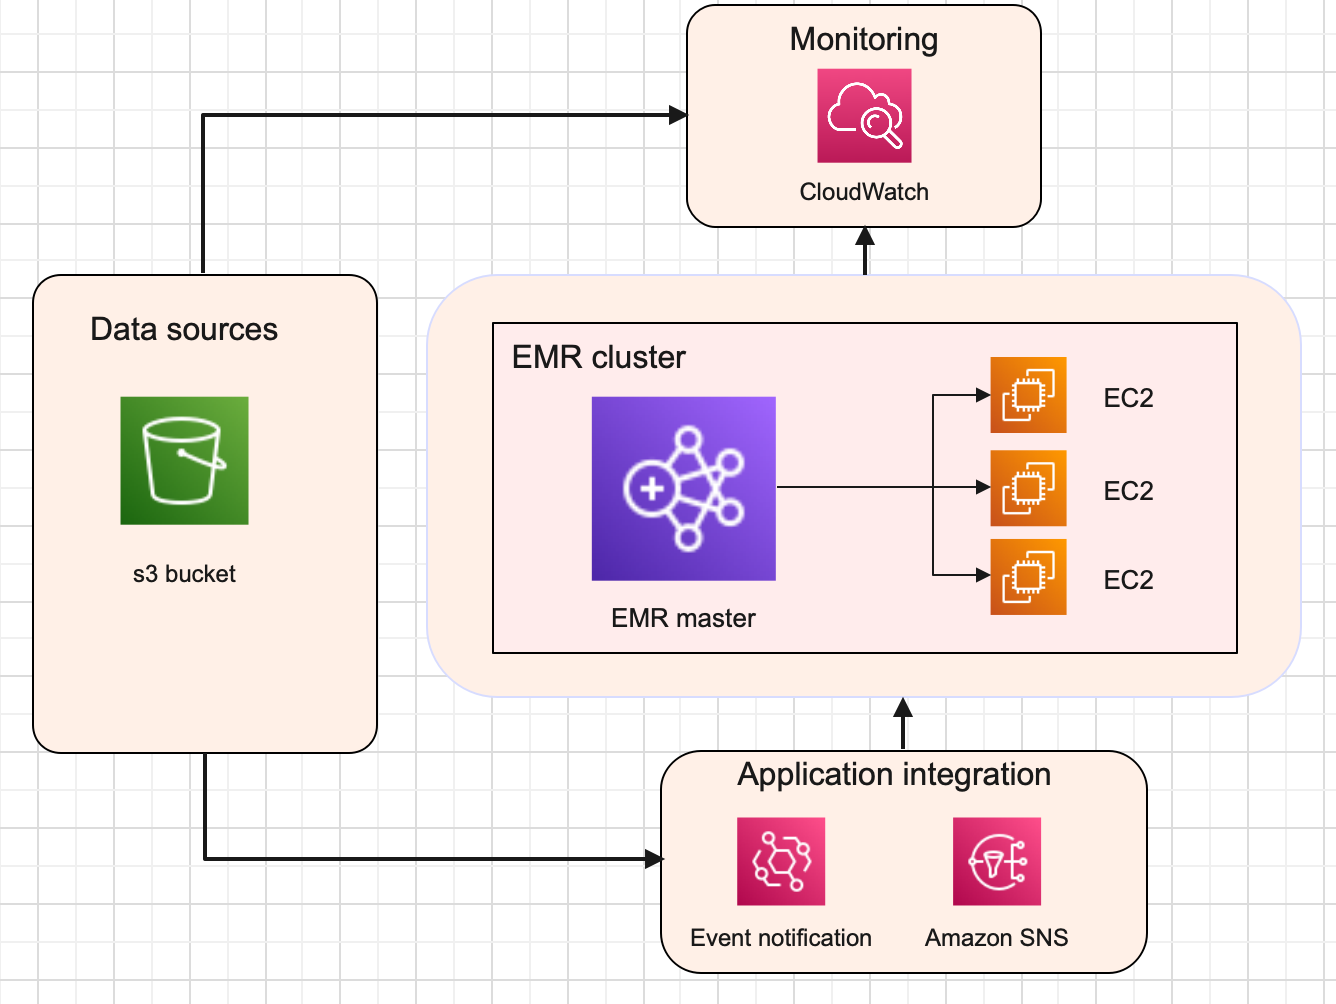 Monitoring
CloudWatch
Data sources
s3 bucket
EMR cluster
EMR master
EC2
EC2
EC2
Application integration
Event notification
Amazon SNS